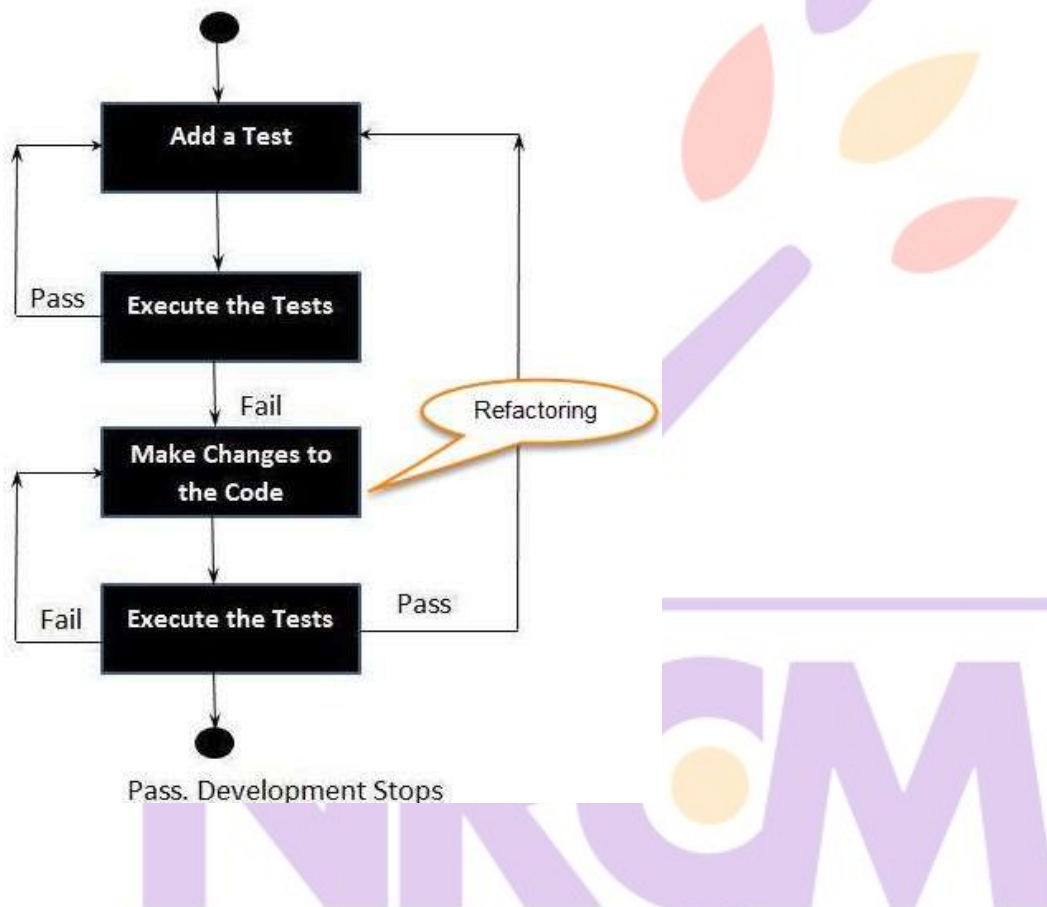 Add a Test
Pass
Execute the Tests
Fail
Refactoring
Make Changes to
the Code
Fail
Execute the Tests
Pass
Pass. Development Stops